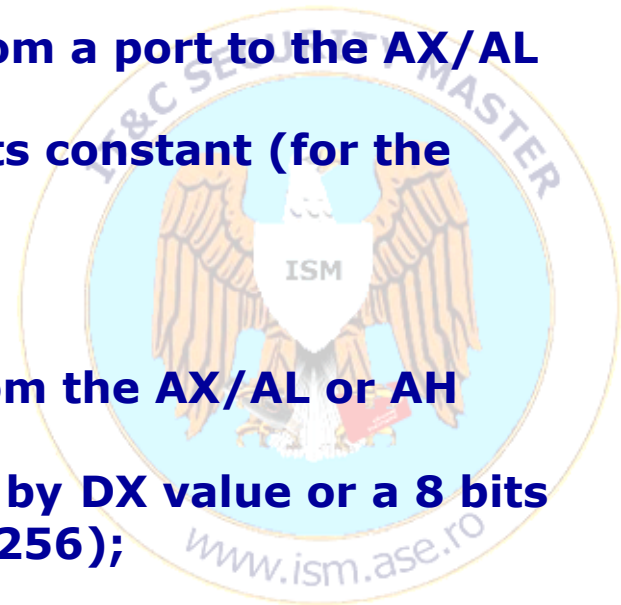 om a port to the AX/AL
ts constant (for the
om the AX/AL or AH
by DX value or a 8 bits
256);
IT&C SECURITY MASTER
ISM
www.ism.ase.ro